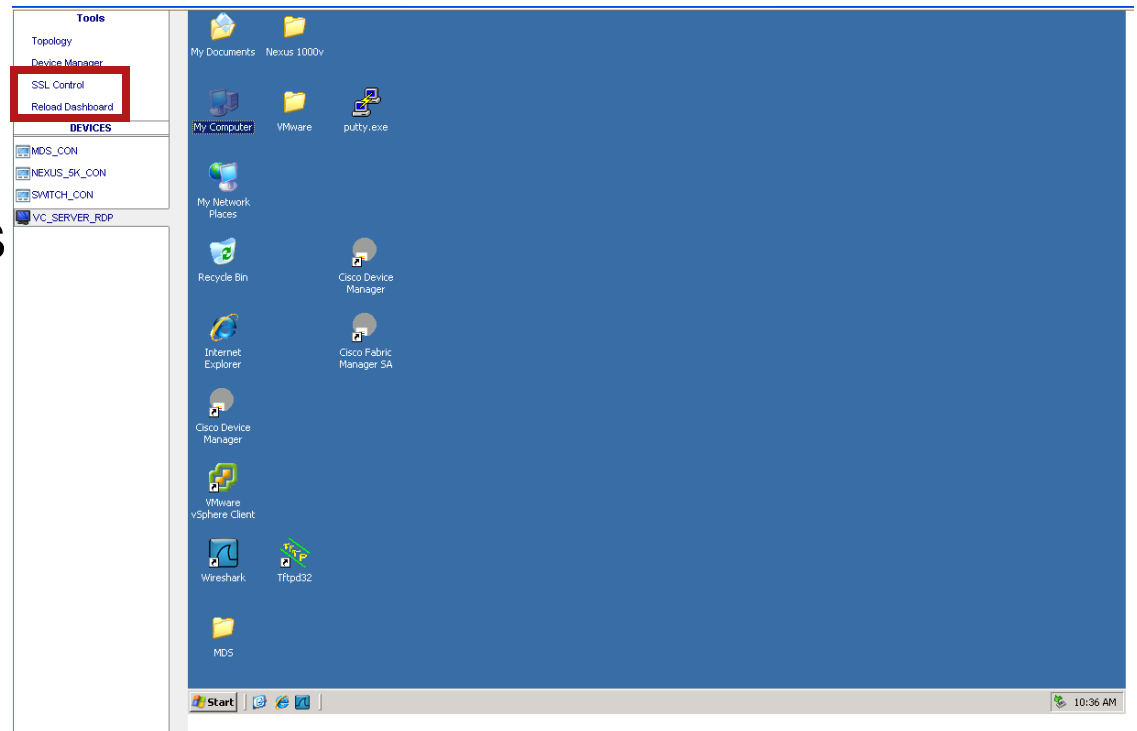 Tools
Topology
Device Manager
SSL Control
Reload Dashboard
DEVICES
MDS_CON
NEXUS_5K_CON
SWITCH_CON
VC_SERVER_RDP
s
My Documents
Nexus 1000v
My Computer
VMware
putty.exe
My Network
Places
Recycle Bin
Cisco Device
Manager
Internet
Explorer
Cisco Fabric
Manager SA
Cisco Device
Manager
VMware
vSphere Client
Wireshark
Tftpd32
MDS
Start
10:36 AM